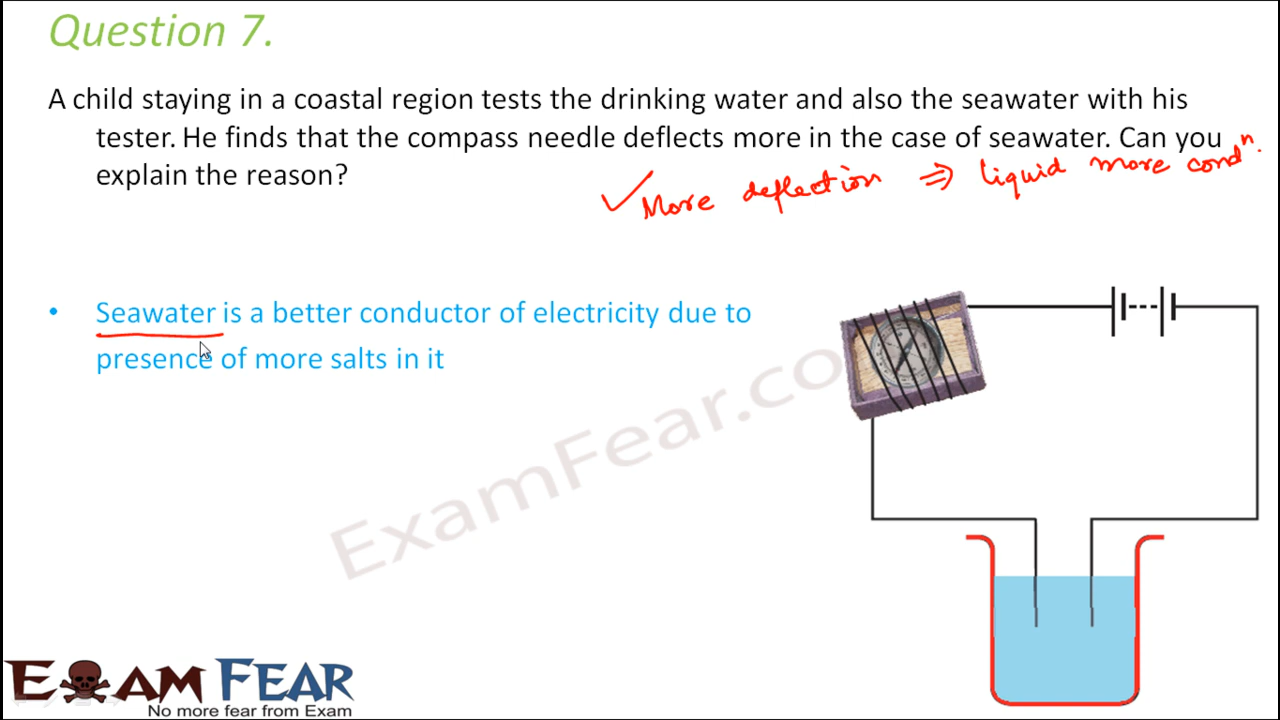 Question 7.
A child staying in a coastal region tests the drinking water and also the seawater with his
tester. He finds that the compass needle deflects more in the case of seawater. Can you
explain the reason?
✓ More deflection ⇒ liquid more condⁿ.
• Seawater is a better conductor of electricity due to
presence of more salts in it
ExamFear.co
EXAM FEAR
No more fear from Exam